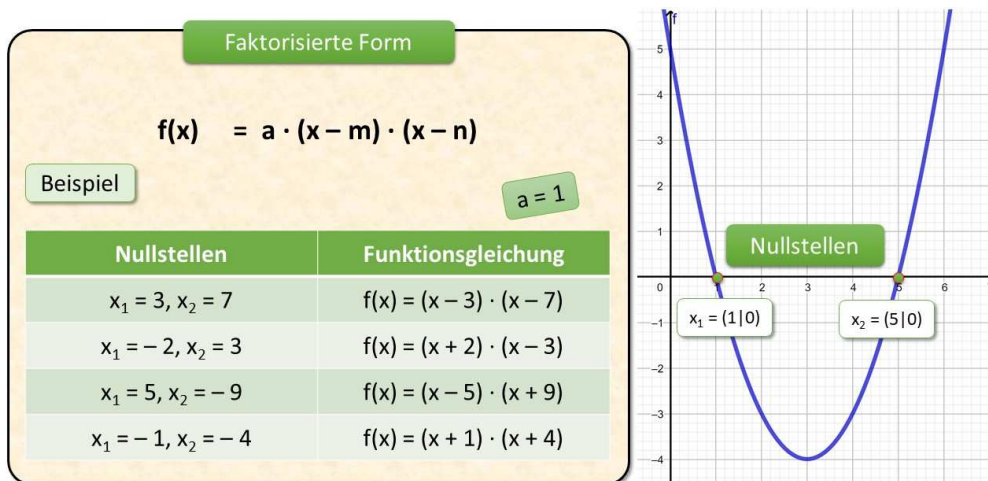 Faktorisierte Form
f(x) = a · (x – m) · (x – n)
Beispiel
a = 1
Nullstellen Funktionsgleichung
x₁ = 3, x₂ = 7 f(x) = (x – 3) · (x – 7)
x₁ = – 2, x₂ = 3 f(x) = (x + 2) · (x – 3)
x₁ = 5, x₂ = – 9 f(x) = (x – 5) · (x + 9)
x₁ = – 1, x₂ = – 4 f(x) = (x + 1) · (x + 4)
f
5
4
3
2
1
Nullstellen
0 1 2 3 4 5 6
x₁ = (1|0) x₂ = (5|0)
–1
–2
–3
–4